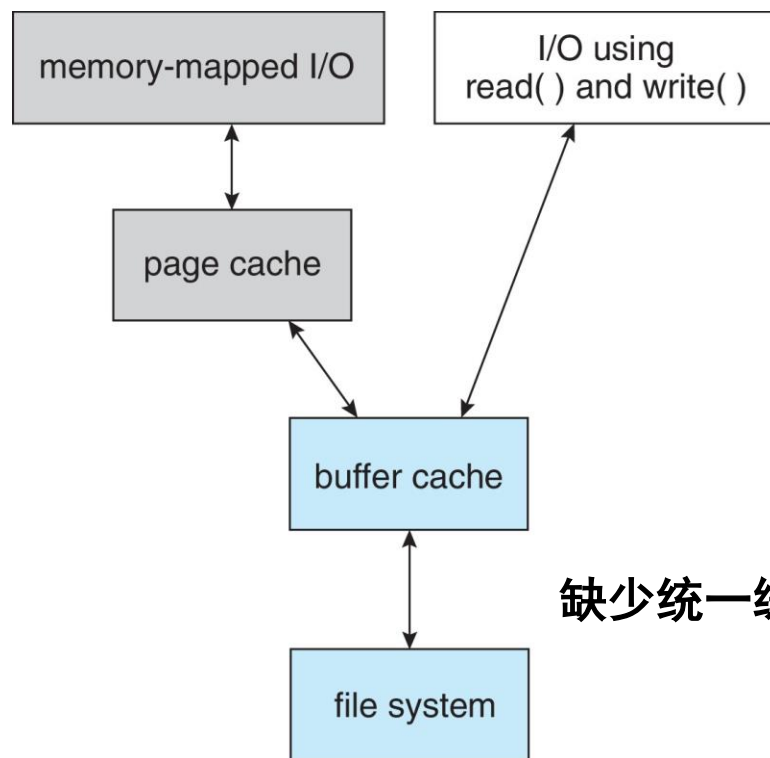 memory-mapped I/O
I/O using
read( ) and write( )
page cache
buffer cache
缺少统一
file system